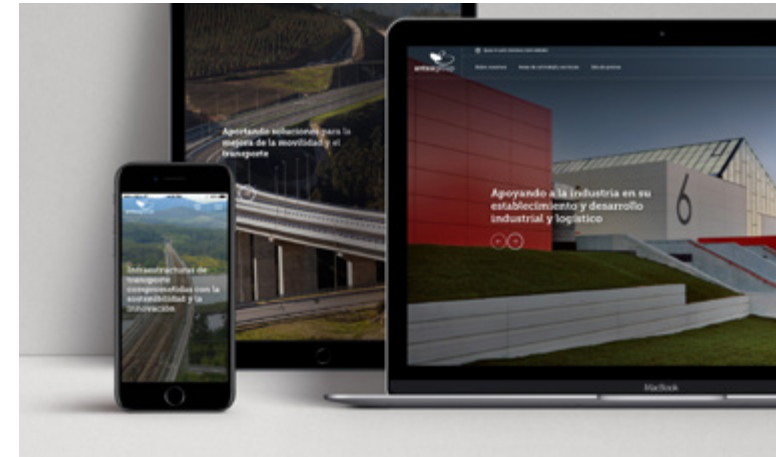 Aportando soluciones para la
mejora de la movilidad y el
transporte
Infraestructuras de
transporte
comprometidas con la
sostenibilidad y la
innovación
Apoyando a la industria en su
establecimiento y desarrollo
industrial y logístico
6
MacBook